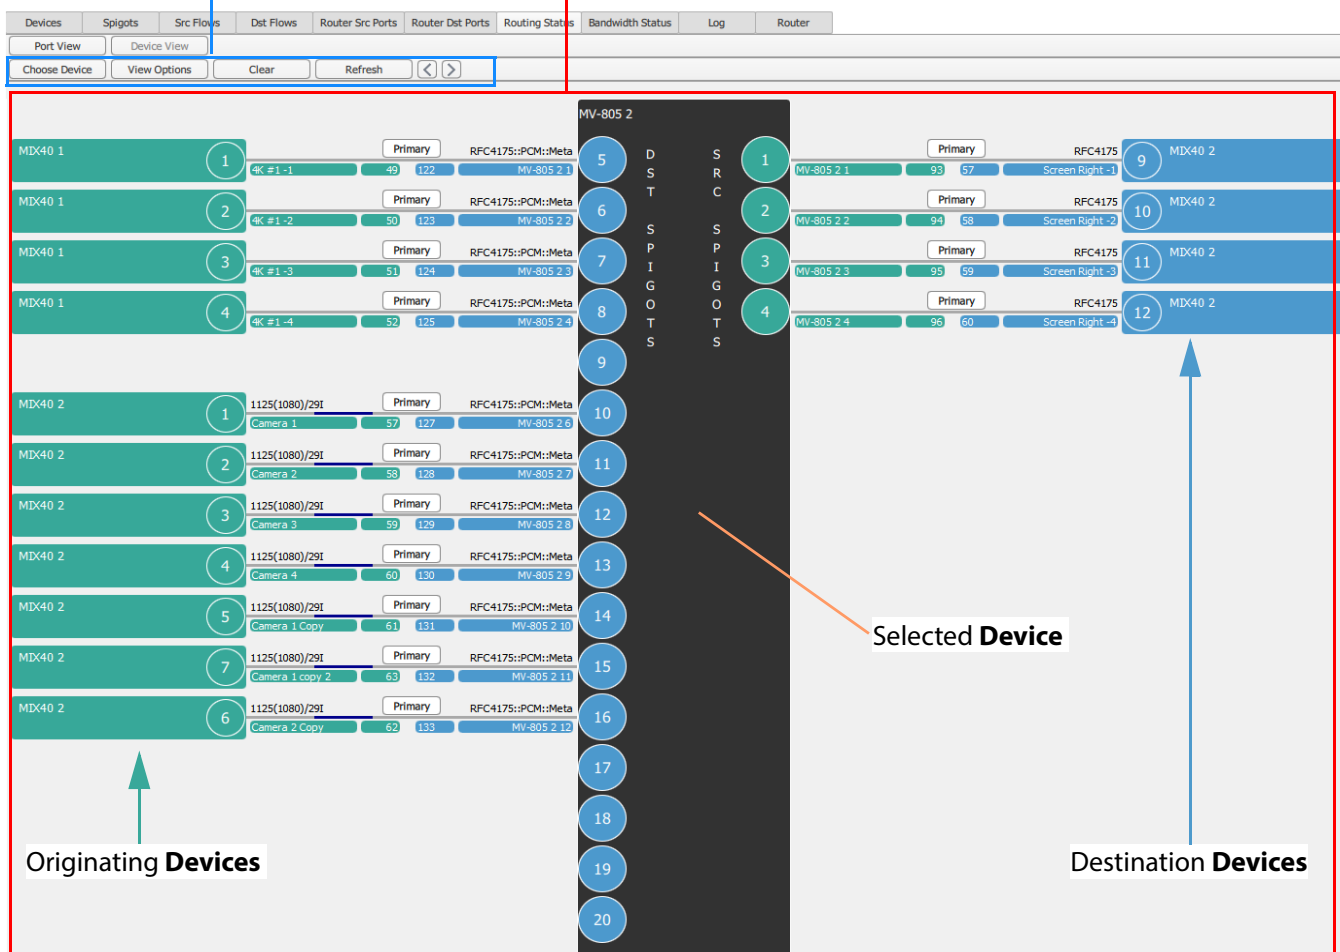 Devices Spigots Src Flows Dst Flows Router Src Ports Router Dst Ports Routing Status Bandwidth Status Log Router
Port View Device View
Choose Device View Options Clear Refresh < >
MV-805 2
DST SPIGOTS
SRC SPIGOTS
MIX40 1 1 Primary RFC4175::PCM::Meta 5
4K #1 -1 49 122 MV-805 2 1
1 Primary RFC4175 9 MIX40 2
MV-805 2 1 93 57 Screen Right -1
MIX40 1 2 Primary RFC4175::PCM::Meta 6
4K #1 -2 50 123 MV-805 2 2
2 Primary RFC4175 10 MIX40 2
MV-805 2 2 94 58 Screen Right -2
MIX40 1 3 Primary RFC4175::PCM::Meta 7
4K #1 -3 51 124 MV-805 2 3
3 Primary RFC4175 11 MIX40 2
MV-805 2 3 95 59 Screen Right -3
MIX40 1 4 Primary RFC4175::PCM::Meta 8
4K #1 -4 52 125 MV-805 2 4
4 Primary RFC4175 12 MIX40 2
MV-805 2 4 96 60 Screen Right -4
9
MIX40 2 1 1125(1080)/29I Primary RFC4175::PCM::Meta 10
Camera 1 57 127 MV-805 2 6
MIX40 2 2 1125(1080)/29I Primary RFC4175::PCM::Meta 11
Camera 2 58 128 MV-805 2 7
MIX40 2 3 1125(1080)/29I Primary RFC4175::PCM::Meta 12
Camera 3 59 129 MV-805 2 8
MIX40 2 4 1125(1080)/29I Primary RFC4175::PCM::Meta 13
Camera 4 60 130 MV-805 2 9
MIX40 2 5 1125(1080)/29I Primary RFC4175::PCM::Meta 14
Camera 1 Copy 61 131 MV-805 2 10
MIX40 2 7 1125(1080)/29I Primary RFC4175::PCM::Meta 15
Camera 1 copy 2 63 132 MV-805 2 11
MIX40 2 6 1125(1080)/29I Primary RFC4175::PCM::Meta 16
Camera 2 Copy 62 133 MV-805 2 12
17
18
19
20
Selected Device
Originating Devices
Destination Devices